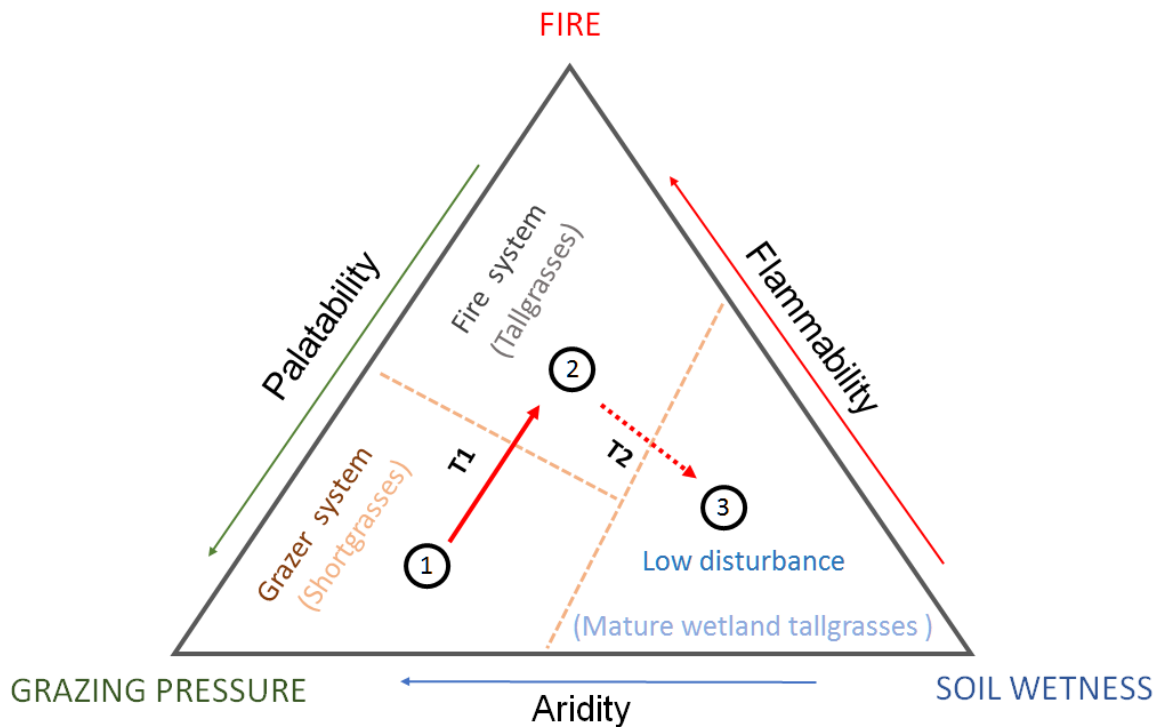 FIRE
Palatability
Fire system
(Tallgrasses)
Flammability
2
T1
T2
Grazer system
(Shortgrasses)
3
1
Low disturbance
(Mature wetland tallgrasses )
GRAZING PRESSURE
Aridity
SOIL WETNESS